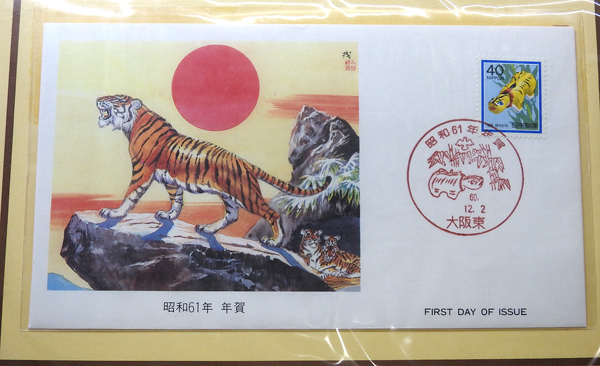 40
NIPPON
昭和61年年賀
60.
12.2
大阪東
昭和61年 年賀
FIRST DAY OF ISSUE